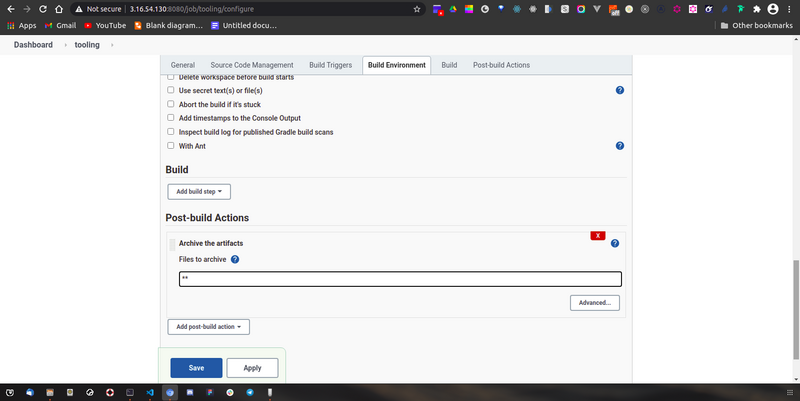 Not secure | 3.16.54.130:8080/job/tooling/configure
Apps Gmail YouTube Blank diagram... Untitled docu... Other bookmarks
Dashboard tooling
General Source Code Management Build Triggers Build Environment Build Post-build Actions
Delete workspace before build starts
Use secret text(s) or file(s)
Abort the build if it's stuck
Add timestamps to the Console Output
Inspect build log for published Gradle build scans
With Ant
Build
Add build step
Post-build Actions
X
Archive the artifacts
Files to archive
**
Advanced...
Add post-build action
Save Apply